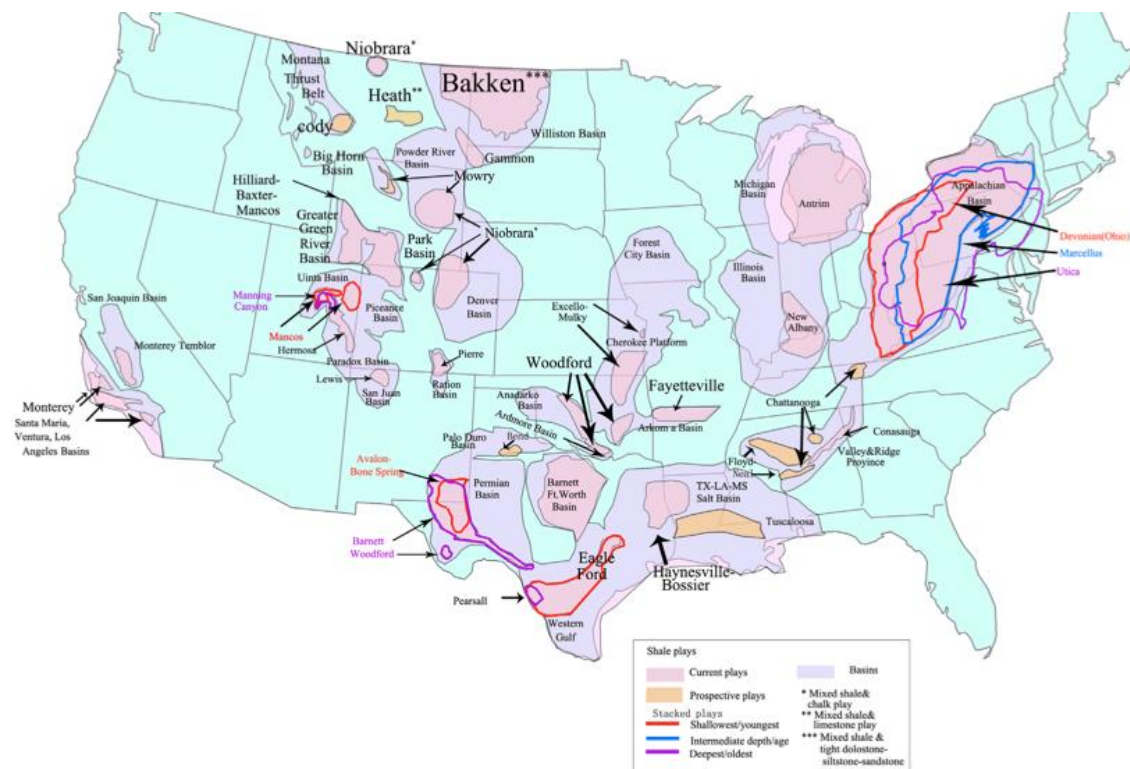 Niobrara*
Montana
Thrust
Belt
Bakken***
Heath**
cody
Williston Basin
Big Horn
Basin
Powder River
Basin
Gammon
Mowry
Hilliard-
Baxter-
Mancos
Greater
Green
River
Basin
Park
Basin
Niobrara*
Michigan
Basin
Antrim
Appalachian
Basin
Devonian(Ohio)
Marcellus
Utica
Forest
City Basin
Illinois
Basin
New
Albany
Uinta Basin
Manning
Canyon
Mancos
Piceance
Basin
Denver
Basin
Excello-
Mulky
Cherokee Platform
San Joaquin Basin
Monterey Temblor
Hermosa
Paradox Basin
Lewis
San Juan
Basin
Pierre
Ration
Basin
Woodford
Fayetteville
Anadarko
Basin
Ardmore Basin
Arkom a Basin
Chattanooga
Monterey
Santa Maria,
Ventura, Los
Angeles Basins
Palo Duro
Basin
Bend
Conasauga
Valley&Ridge
Provinee
Floyd-
Neal
Avalon-
Bone Spring
Permian
Basin
Barnett
Ft.Worth
Basin
TX-LA-MS
Salt Basin
Tuscaloosa
Barnett
Woodford
Eagle
Ford
Haynesville-
Bossier
Pearsall
Western
Gulf
Shale plays
Current plays
Prospective plays
Stacked plays
Shallowest/youngest
Intermediate depth/age
Deepest/oldest
Basins
* Mixed shale&
chalk play
** Mixed shale&
limestone play
*** Mixed shale &
tight dolostone-
siltstone-sandstone